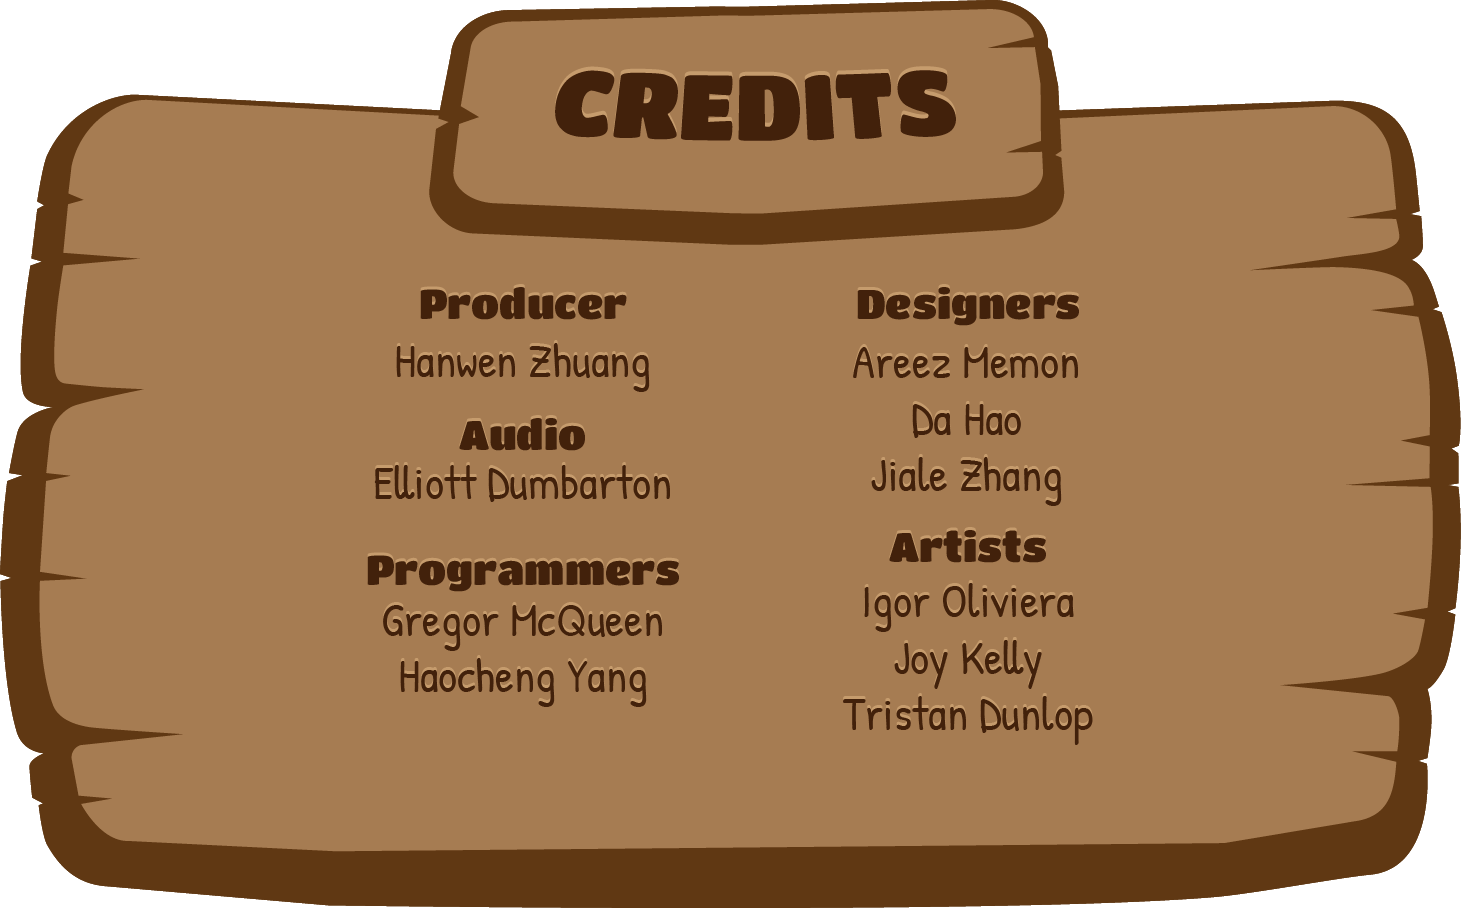 CREDITS
Producer
Hanwen Zhuang
Audio
Elliott Dumbarton
Programmers
Gregor McQueen
Haocheng Yang
Designers
Areez Memon
Da Hao
Jiale Zhang
Artists
Igor Oliviera
Joy Kelly
Tristan Dunlop